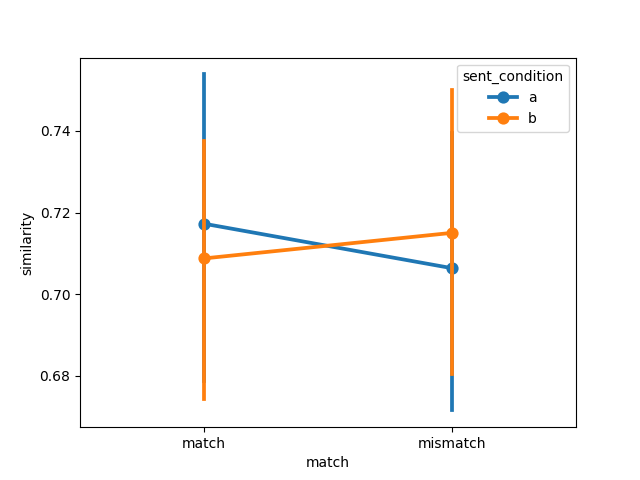 sent_condition
a
b
0.74
0.72
0.70
0.68
similarity
match
mismatch
match